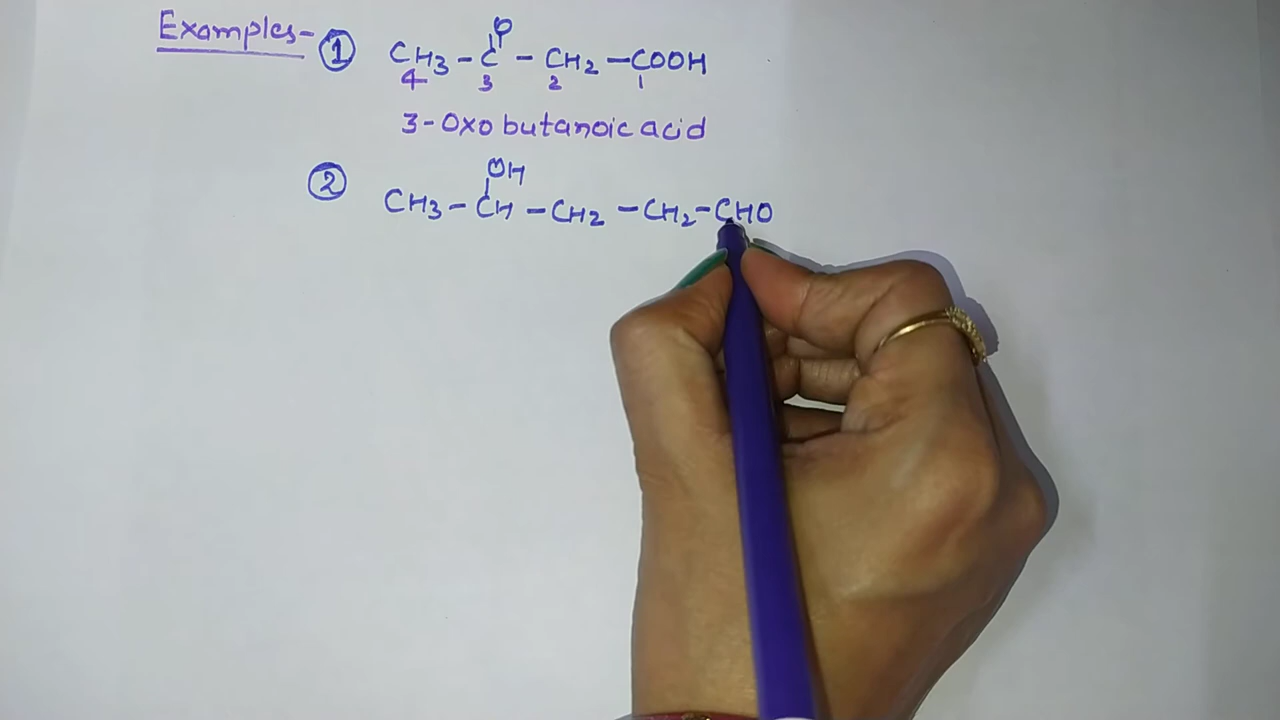 Examples- ① CH3 - C - CH2 - COOH
O
4 3 2 1
3-Oxo butanoic acid
OH
② CH3 - CH - CH2 - CH2 - CHO